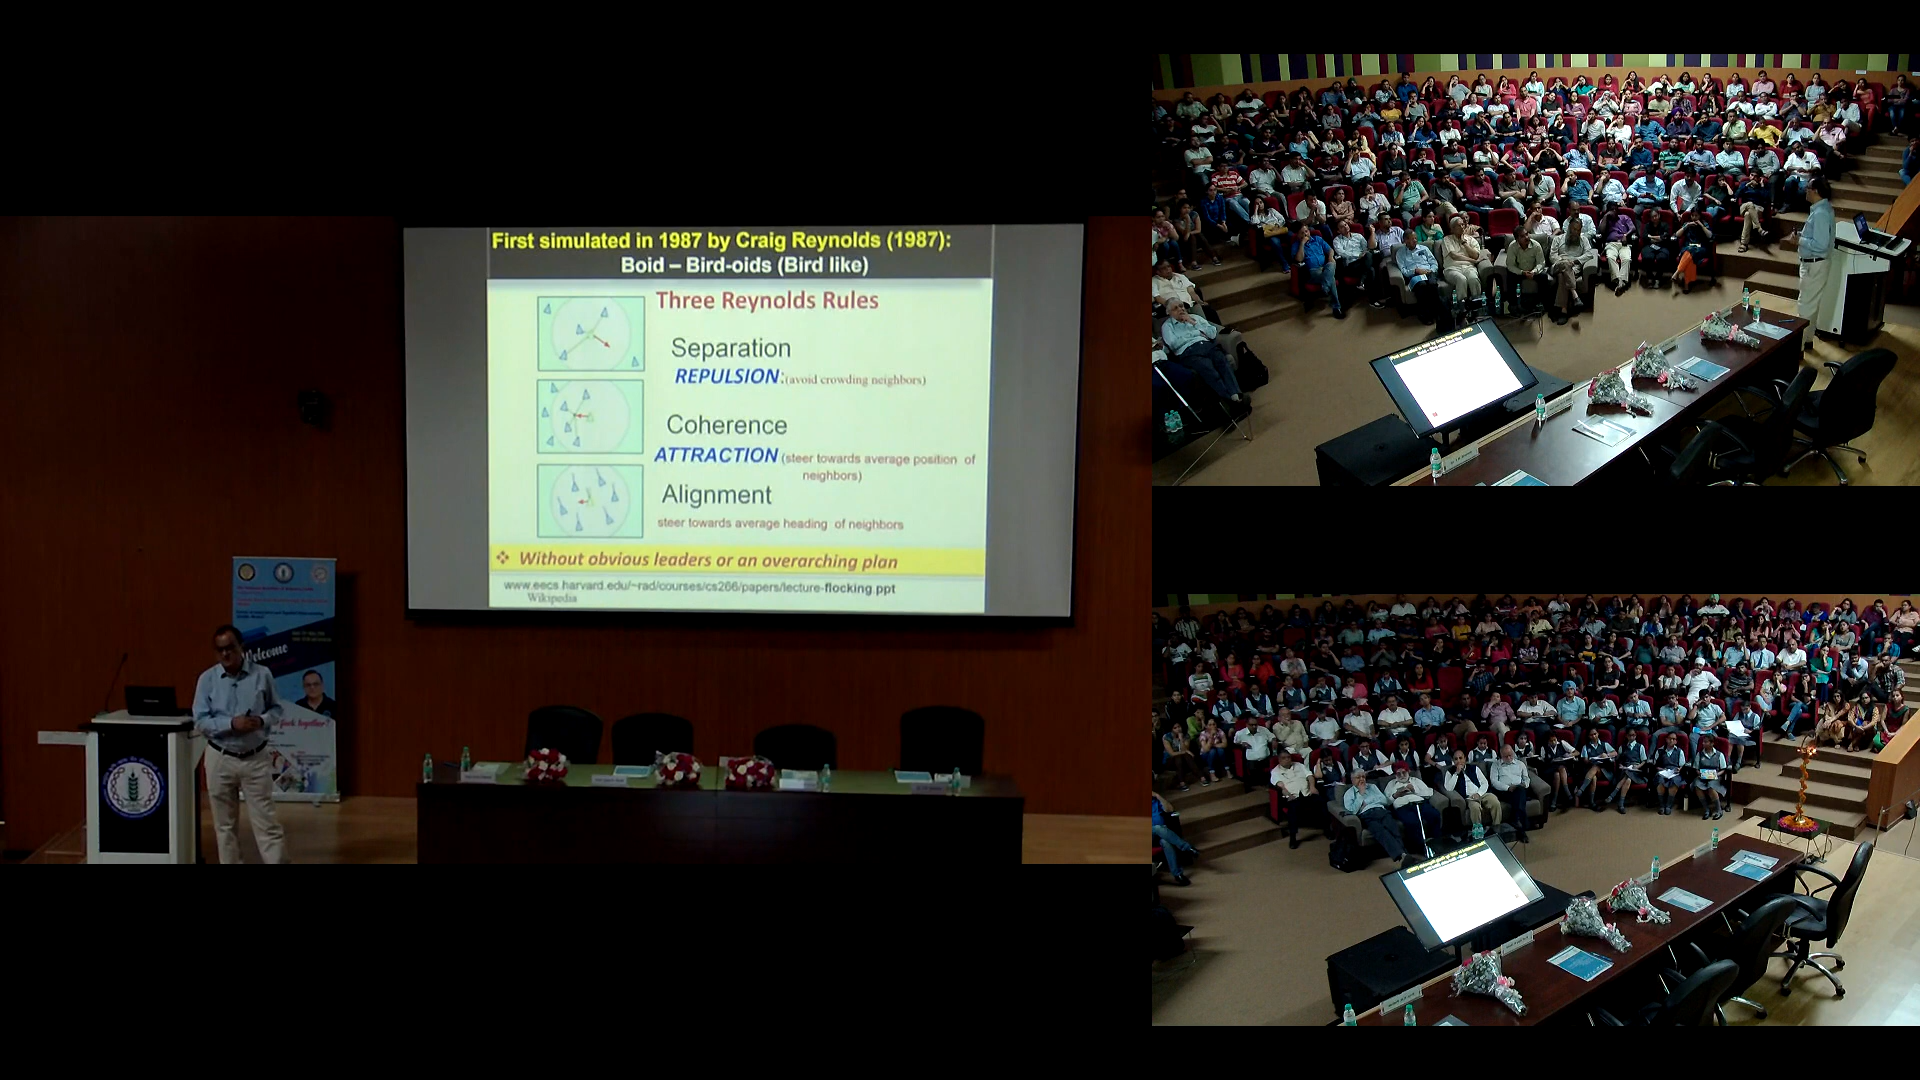 First simulated in 1987 by Craig Reynolds (1987):
Boid – Bird-oids (Bird like)
Three Reynolds Rules
Separation
REPULSION:(avoid crowding neighbors)
Coherence
ATTRACTION (steer towards average position of
neighbors)
Alignment
steer towards average heading of neighbors
❖ Without obvious leaders or an overarching plan
www.eecs.harvard.edu/~rad/courses/cs266/papers/lecture-flocking.ppt
Wikipedia
Welcome